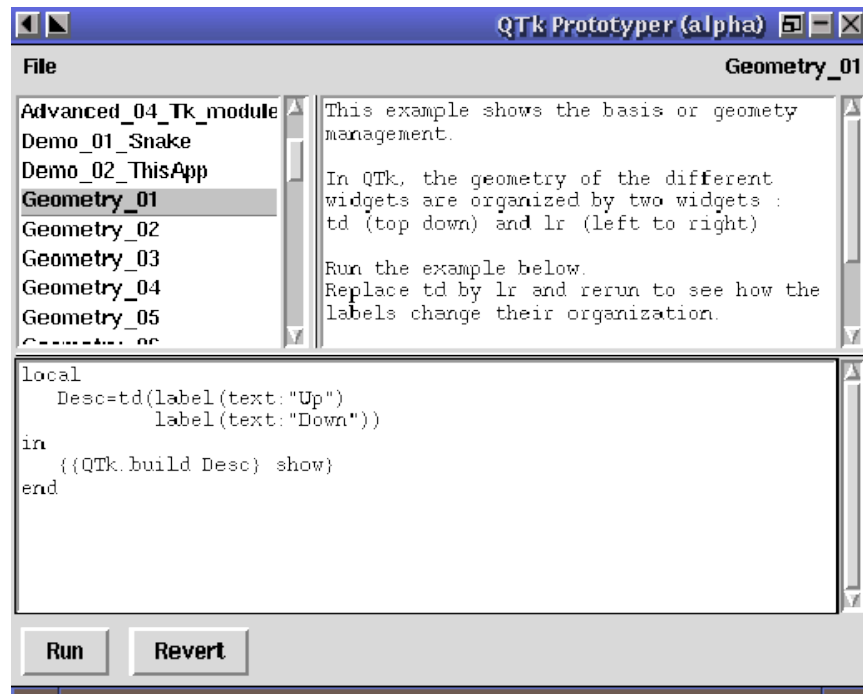 QTk Prototyper (alpha)
File
Geometry_01
Advanced_04_Tk_module
Demo_01_Snake
Demo_02_ThisApp
Geometry_01
Geometry_02
Geometry_03
Geometry_04
Geometry_05
This example shows the basis or geomety
management.
In QTk, the geometry of the different
widgets are organized by two widgets :
td (top down) and lr (left to right)
Run the example below.
Replace td by lr and rerun to see how the
labels change their organization.
local
Desc=td(label(text:"Up")
label(text:"Down"))
in
{{QTk.build Desc} show}
end
Run
Revert